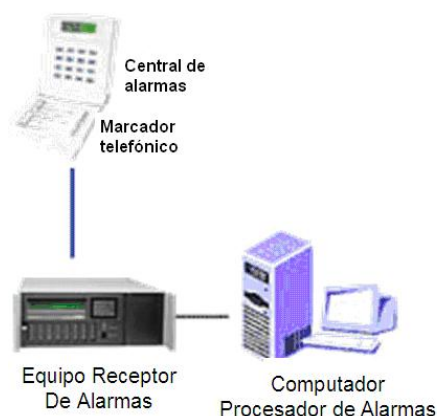 Central de
alarmas
Marcador
telefónico
Equipo Receptor
De Alarmas
Computador
Procesador de Alarmas